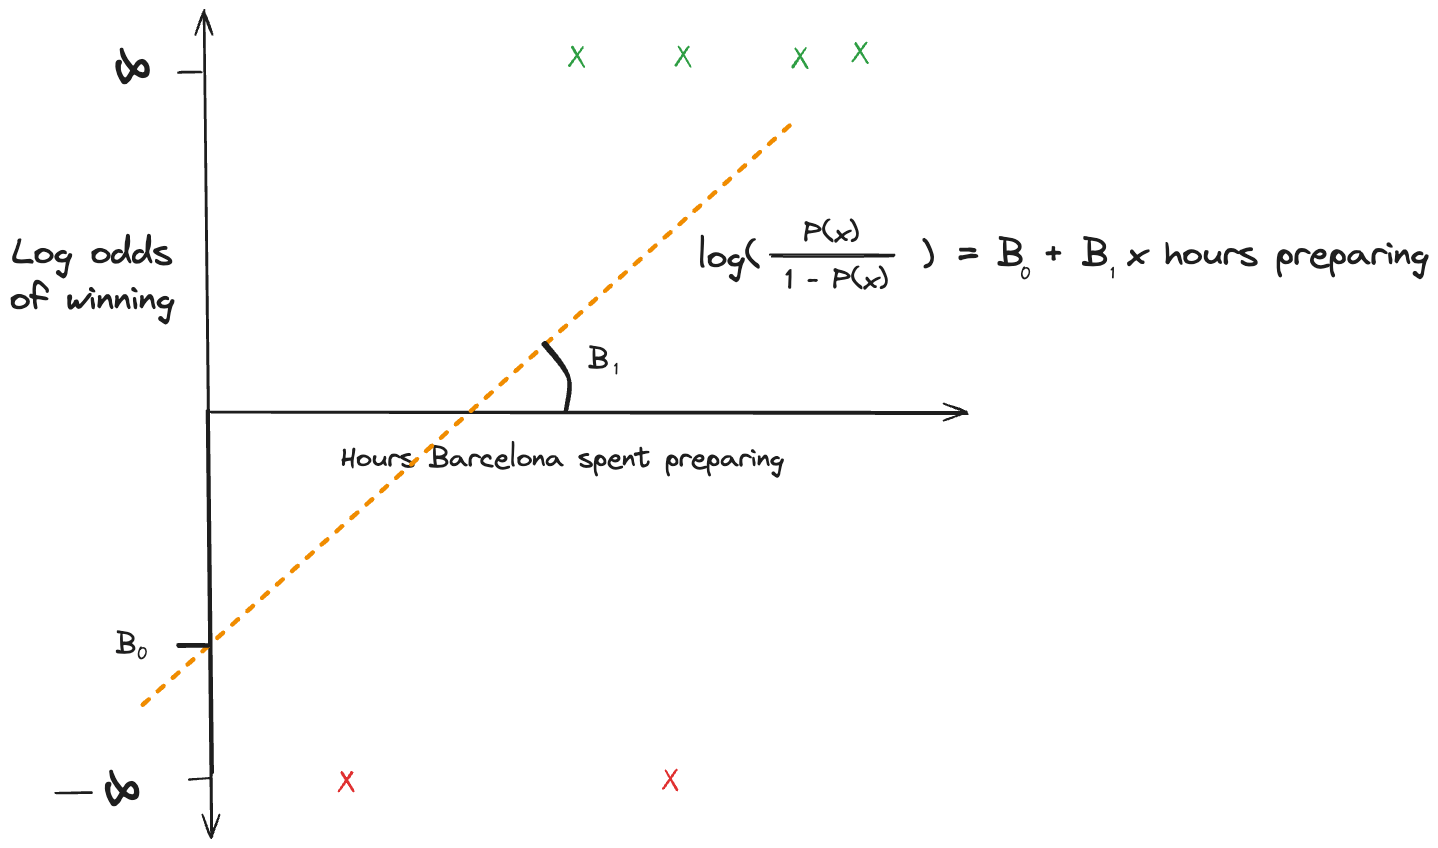 ∞
Log odds
of winning
log( P(x) / 1 - P(x) ) = B₀ + B₁ x hours preparing
B₁
Hours Barcelona spent preparing
B₀
- ∞